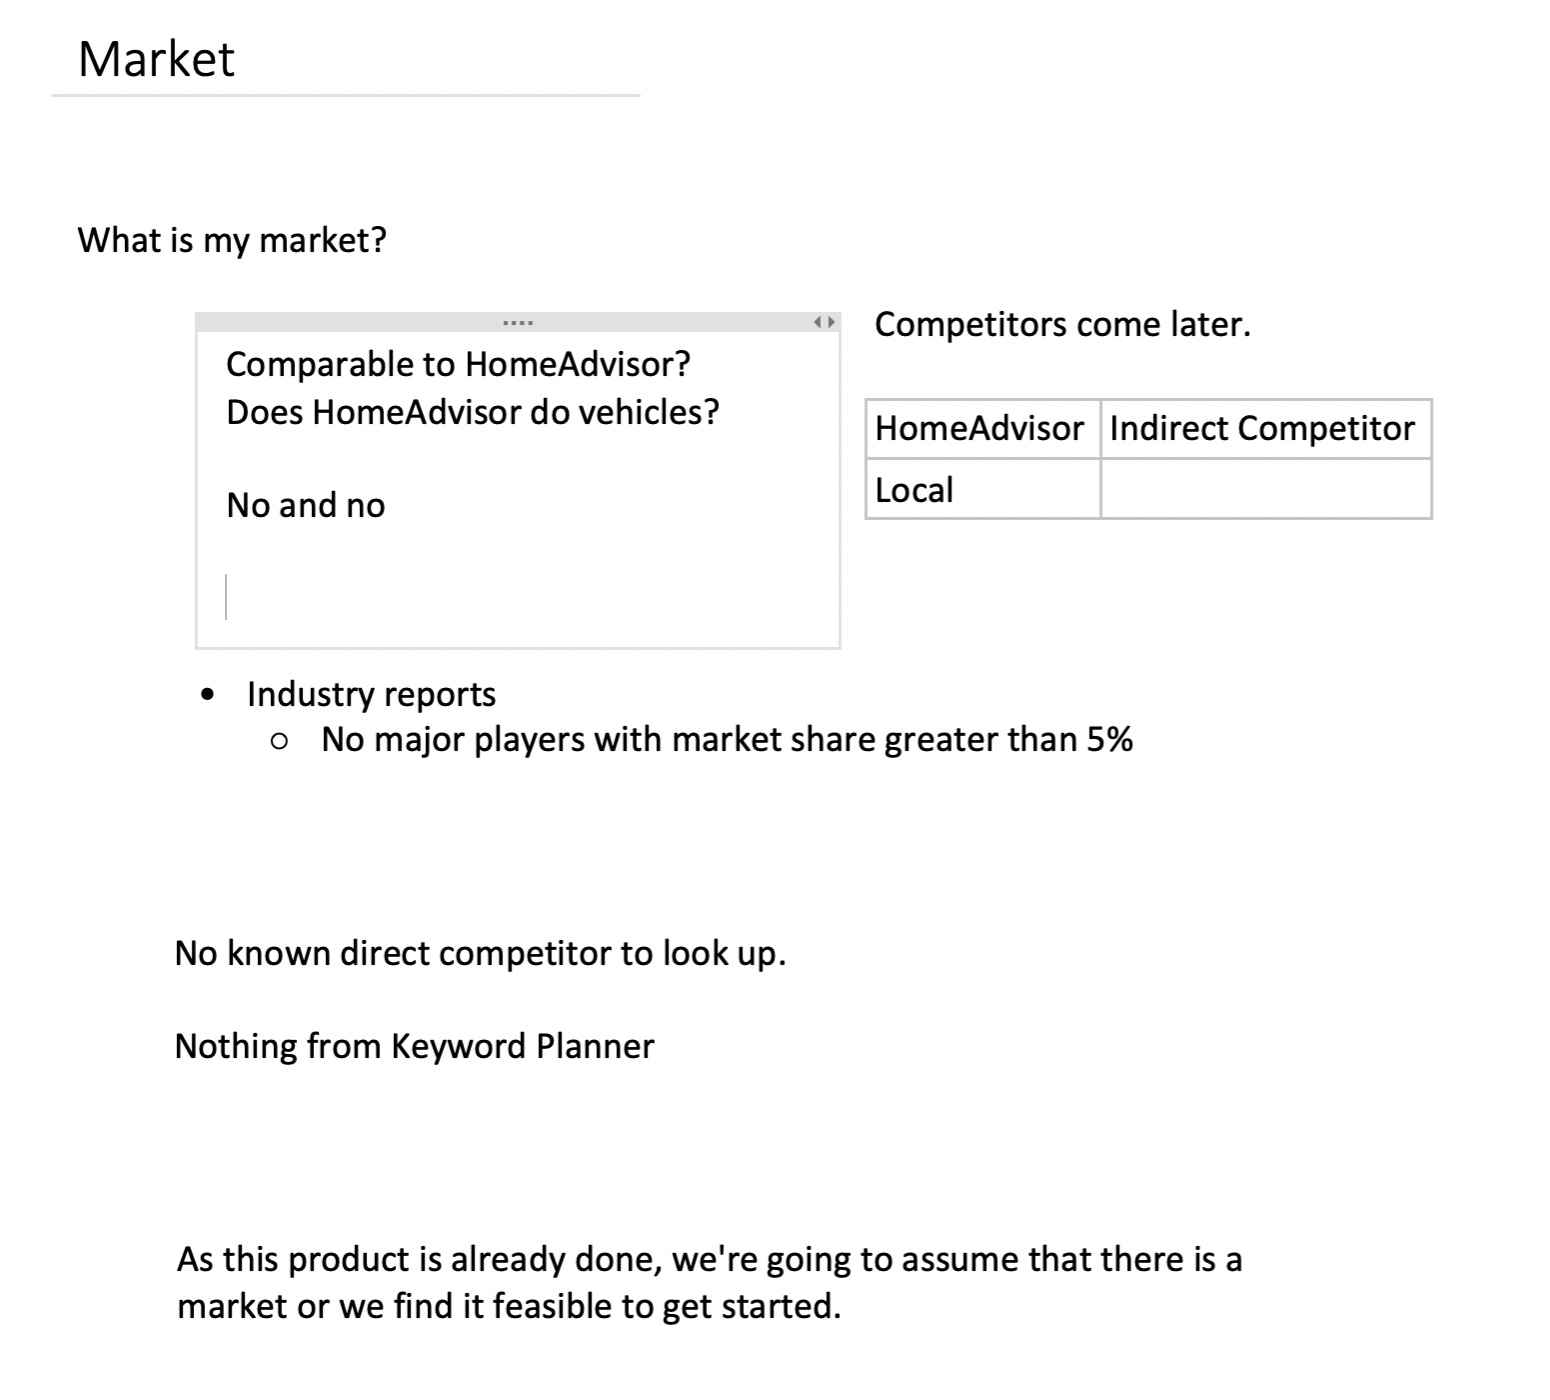 Market
What is my market?
Comparable to HomeAdvisor?
Does HomeAdvisor do vehicles?
No and no
Competitors come later.
HomeAdvisor Indirect Competitor
Local
• Industry reports
○ No major players with market share greater than 5%
No known direct competitor to look up.
Nothing from Keyword Planner
As this product is already done, we're going to assume that there is a
market or we find it feasible to get started.